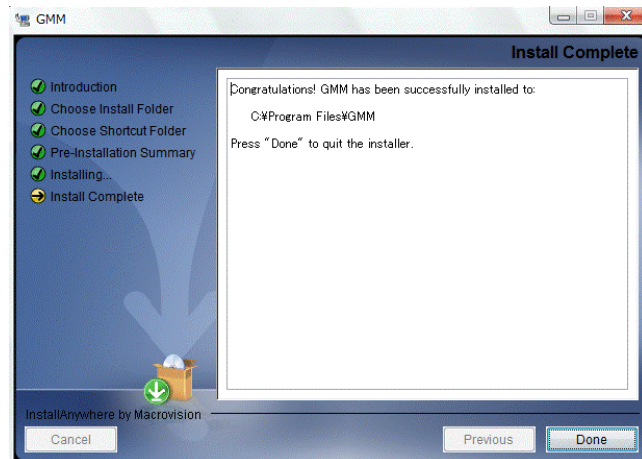 GMM
Install Complete
Introduction
Choose Install Folder
Choose Shortcut Folder
Pre-Installation Summary
Installing...
Install Complete
Congratulations! GMM has been successfully installed to:
C:¥Program Files¥GMM
Press "Done" to quit the installer.
InstallAnywhere by Macrovision
Cancel
Previous
Done